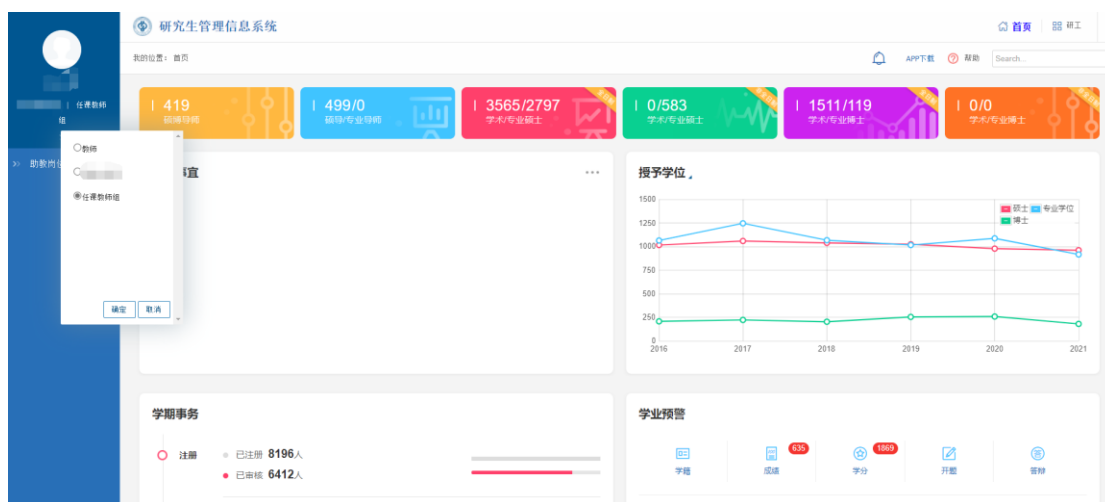 研究生管理信息系统
首页
研工
我的位置： 首页
APP下载
帮助
Search...
| 任课教师
组
助教岗
教师
任课教师组
确定
取消
419
硕博导师
499/0
硕导/专业导师
3565/2797
学术/专业硕士
0/583
学术/专业硕士
1511/119
学术/专业博士
0/0
学术/专业博士
事宜
...
授予学位
硕士
专业学位
博士
1500
1250
1000
750
500
250
0
2016
2017
2018
2019
2020
2021
学期事务
注册
已注册 8196人
已审核 6412人
学业预警
学籍
635
成绩
1869
学分
开题
答辩